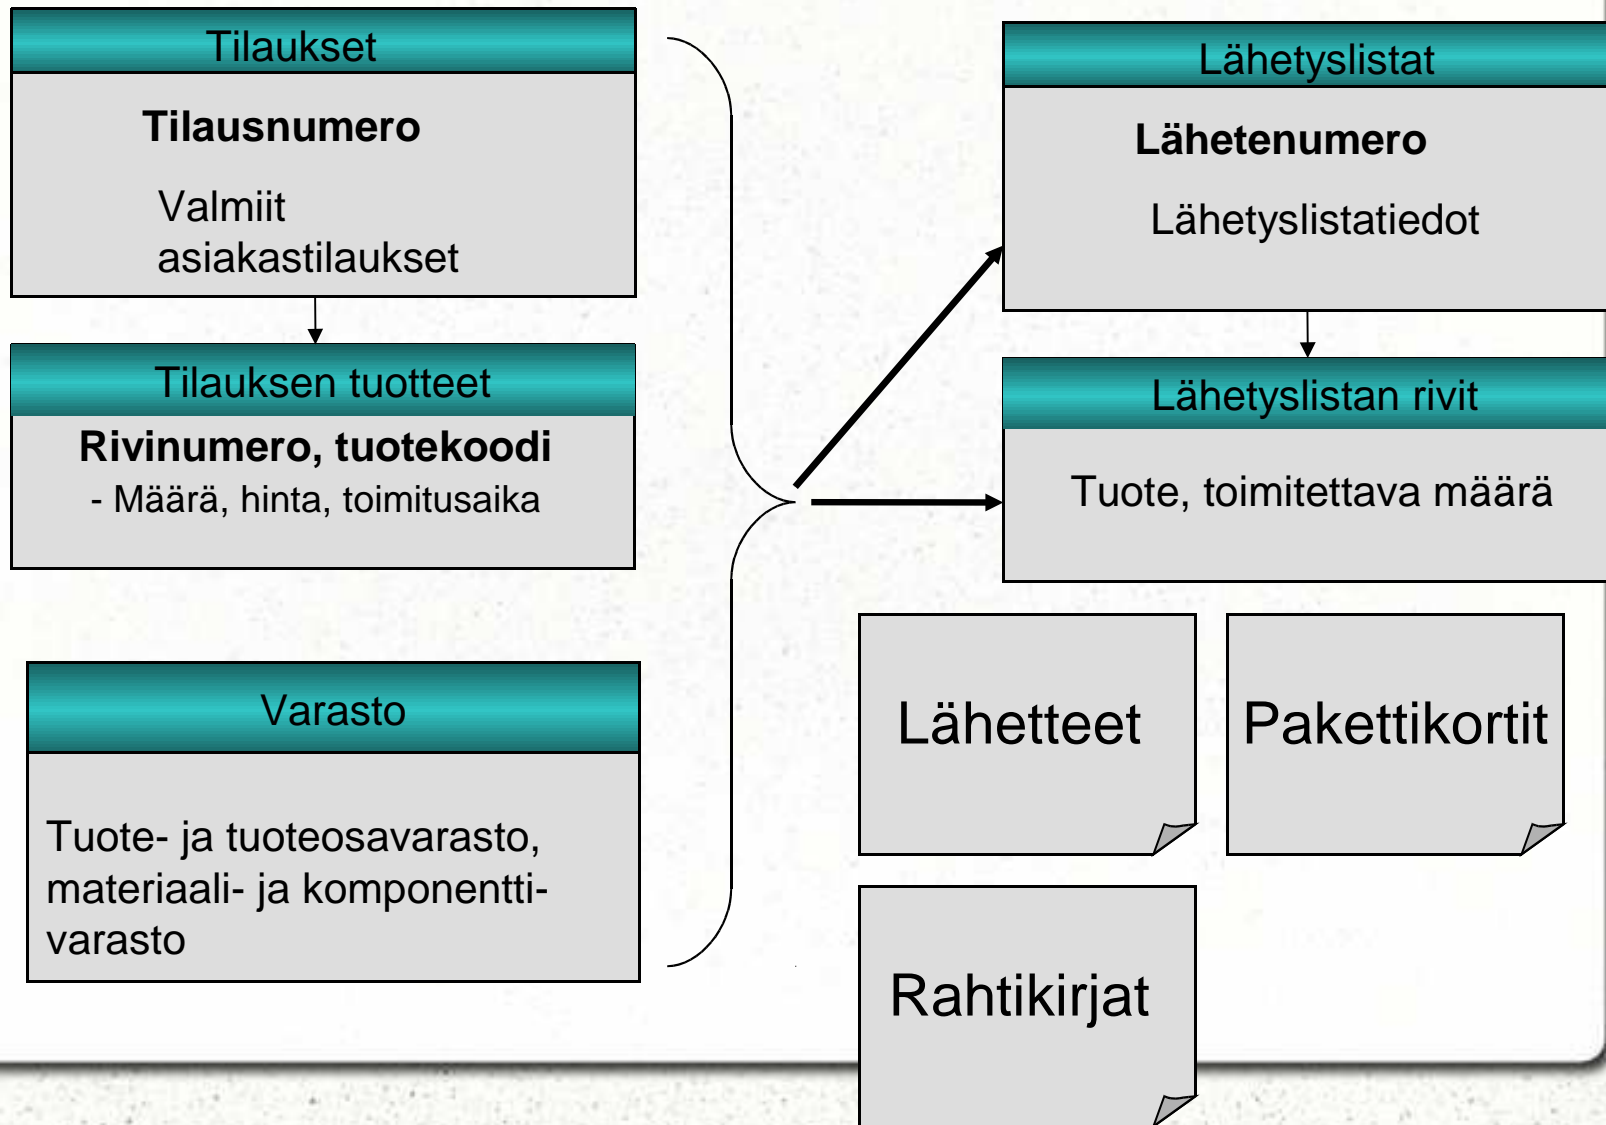 Tilaukset
Tilausnumero
Valmiit
asiakastilaukset
Tilauksen tuotteet
Rivinumero, tuotekoodi
- Määrä, hinta, toimitusaika
Varasto
Tuote- ja tuoteosavarasto,
materiaali- ja komponentti-
varasto
Lähetyslistat
Lähetenumero
Lähetyslistatiedot
Lähetyslistan rivit
Tuote, toimitettava määrä
Lähetteet
Pakettikortit
Rahtikirjat